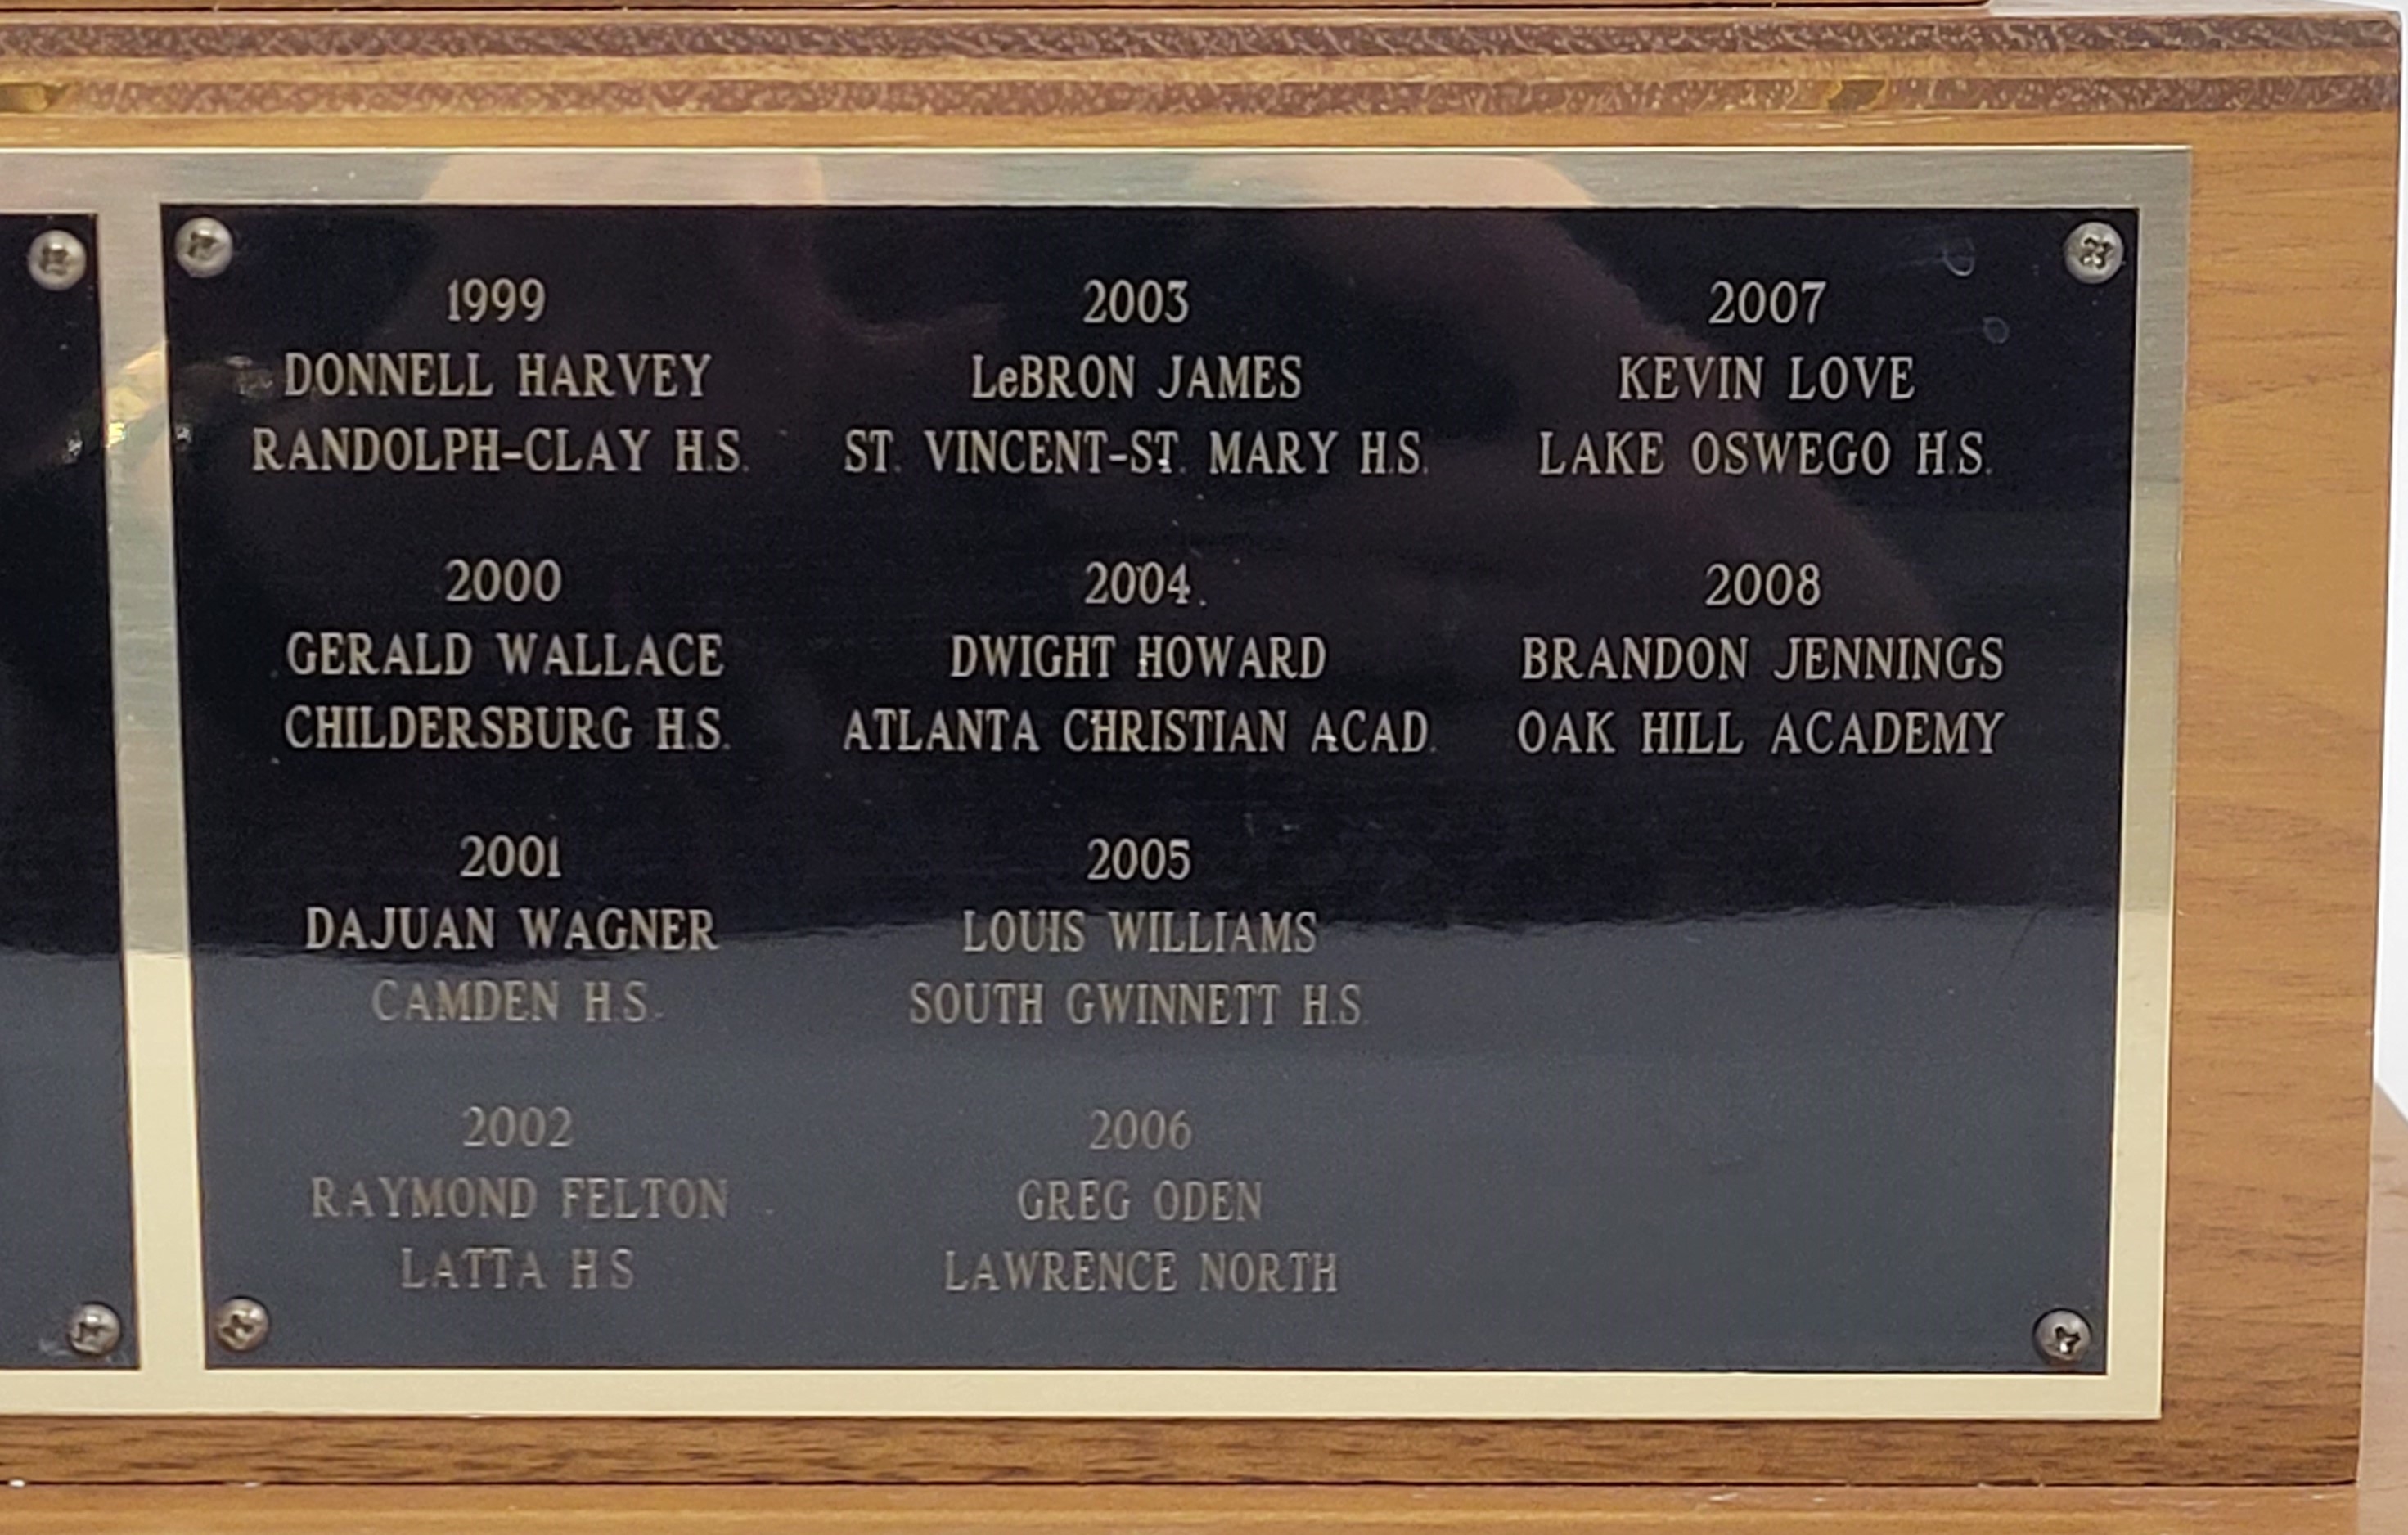 1999
DONNELL HARVEY
RANDOLPH-CLAY H.S.
2000
GERALD WALLACE
CHILDERSBURG H.S.
2001
DAJUAN WAGNER
CAMDEN H.S.
2002
RAYMOND FELTON
LATTA H S
2003
LeBRON JAMES
ST. VINCENT-ST. MARY H.S.
2004
DWIGHT HOWARD
ATLANTA CHRISTIAN ACAD.
2005
LOUIS WILLIAMS
SOUTH GWINNETT H.S.
2006
GREG ODEN
LAWRENCE NORTH
2007
KEVIN LOVE
LAKE OSWEGO H.S.
2008
BRANDON JENNINGS
OAK HILL ACADEMY